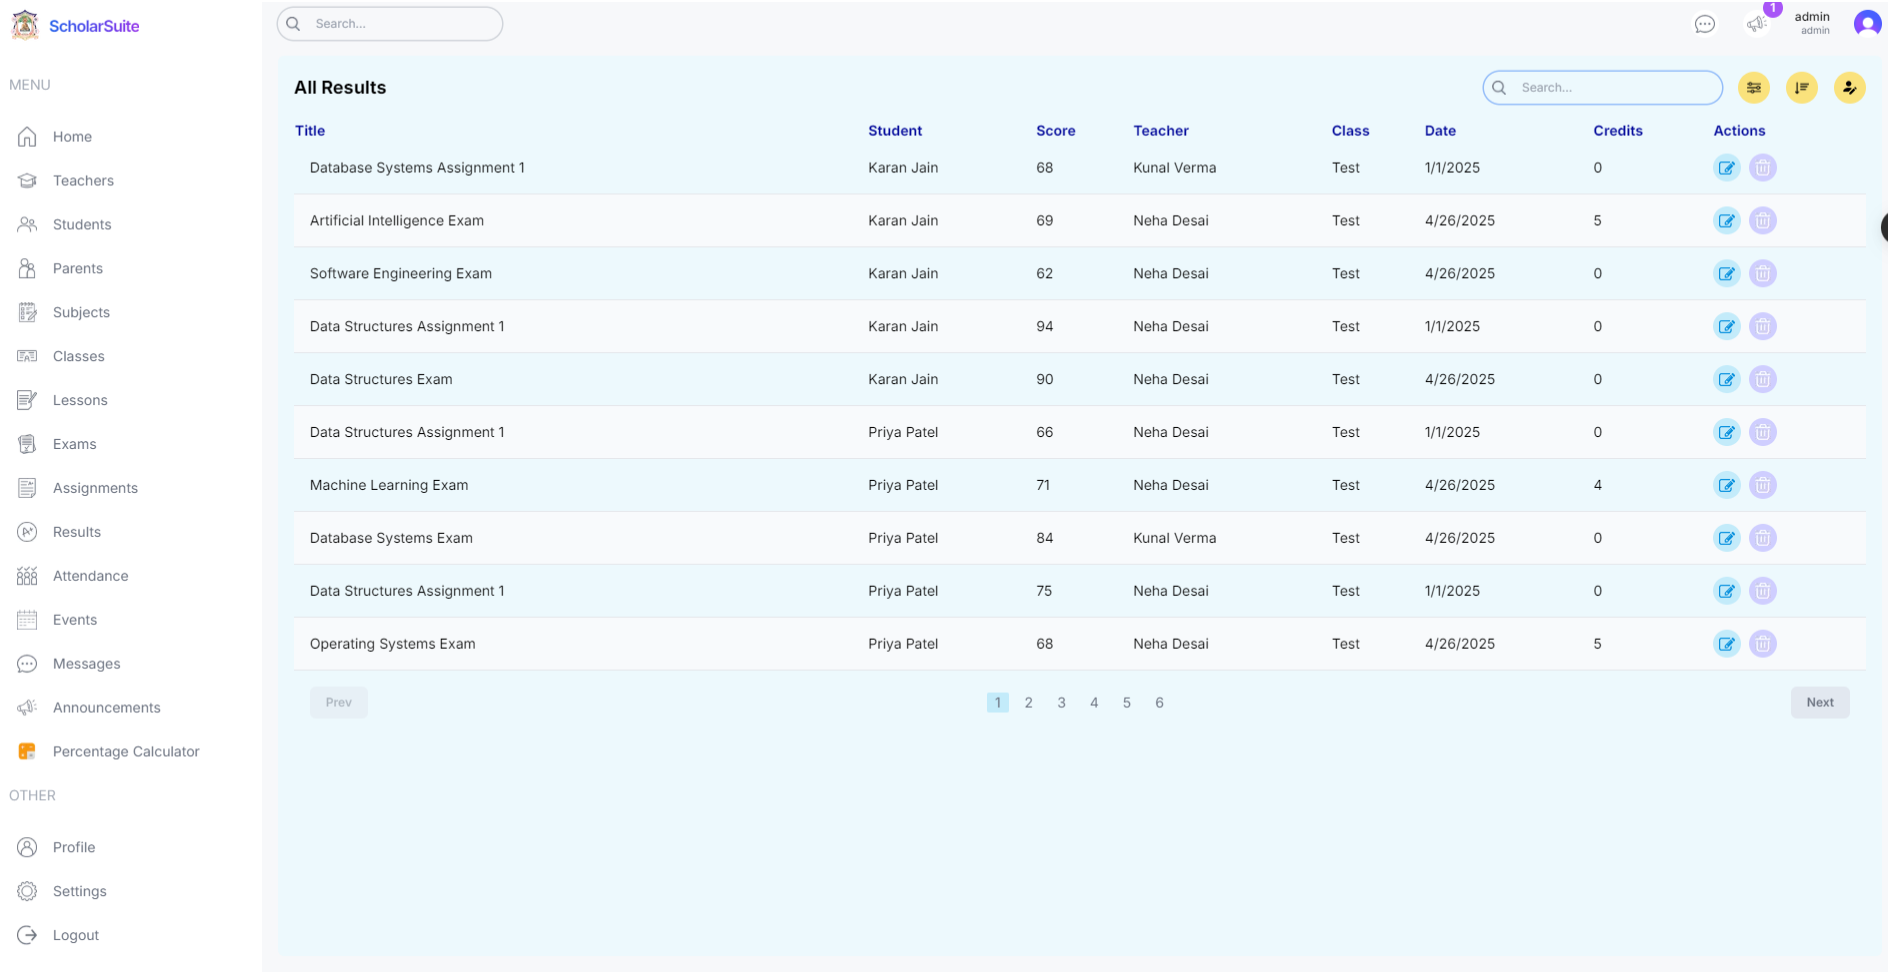 ScholarSuite
Search...
1
admin
admin
MENU
Home
Teachers
Students
Parents
Subjects
Classes
Lessons
Exams
Assignments
Results
Attendance
Events
Messages
Announcements
Percentage Calculator
OTHER
Profile
Settings
Logout
All Results
Search...
Title Student Score Teacher Class Date Credits Actions
Database Systems Assignment 1 Karan Jain 68 Kunal Verma Test 1/1/2025 0
Artificial Intelligence Exam Karan Jain 69 Neha Desai Test 4/26/2025 5
Software Engineering Exam Karan Jain 62 Neha Desai Test 4/26/2025 0
Data Structures Assignment 1 Karan Jain 94 Neha Desai Test 1/1/2025 0
Data Structures Exam Karan Jain 90 Neha Desai Test 4/26/2025 0
Data Structures Assignment 1 Priya Patel 66 Neha Desai Test 1/1/2025 0
Machine Learning Exam Priya Patel 71 Neha Desai Test 4/26/2025 4
Database Systems Exam Priya Patel 84 Kunal Verma Test 4/26/2025 0
Data Structures Assignment 1 Priya Patel 75 Neha Desai Test 1/1/2025 0
Operating Systems Exam Priya Patel 68 Neha Desai Test 4/26/2025 5
Prev 1 2 3 4 5 6 Next